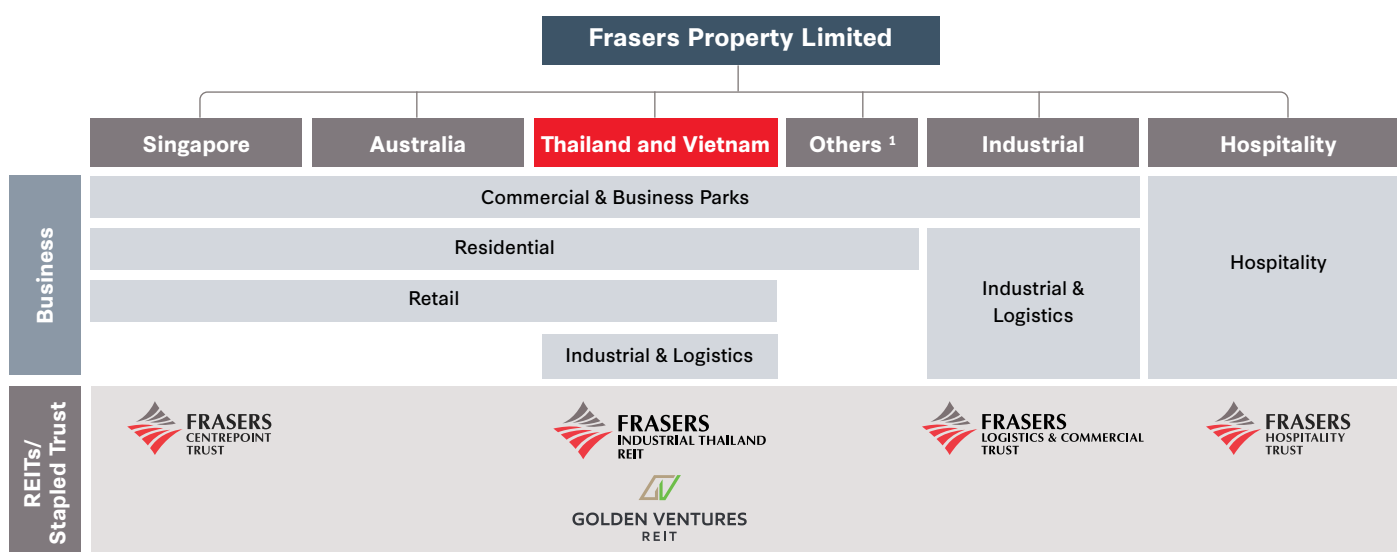 Frasers Property Limited
Singapore
Australia
Thailand and Vietnam
Others ¹
Industrial
Hospitality
Business
Commercial & Business Parks
Residential
Retail
Industrial & Logistics
Industrial &
Logistics
Hospitality
REITs/
Stapled Trust
FRASERS
CENTREPOINT
TRUST
FRASERS
INDUSTRIAL THAILAND
REIT
GOLDEN VENTURES
REIT
FRASERS
LOGISTICS & COMMERCIAL
TRUST
FRASERS
HOSPITALITY
TRUST